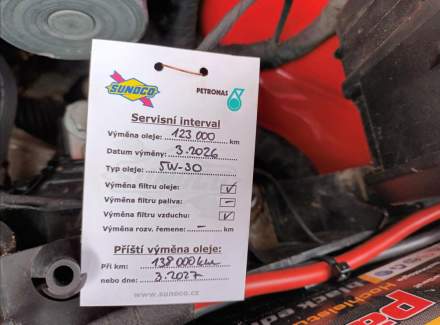 SUNOCO
PETRONAS
Servisní interval
Výměna oleje: 123 000 km
Datum výměny: 3.2026
Typ oleje: 5W-30
Výměna filtru oleje: ✓
Výměna filtru paliva: –
Výměna filtru vzduchu: ✓
Výměna rozv. řemene: – km
Příští výměna oleje:
Při km: 138 000 km
nebo dne: 3.2027
www.sunoco.cz